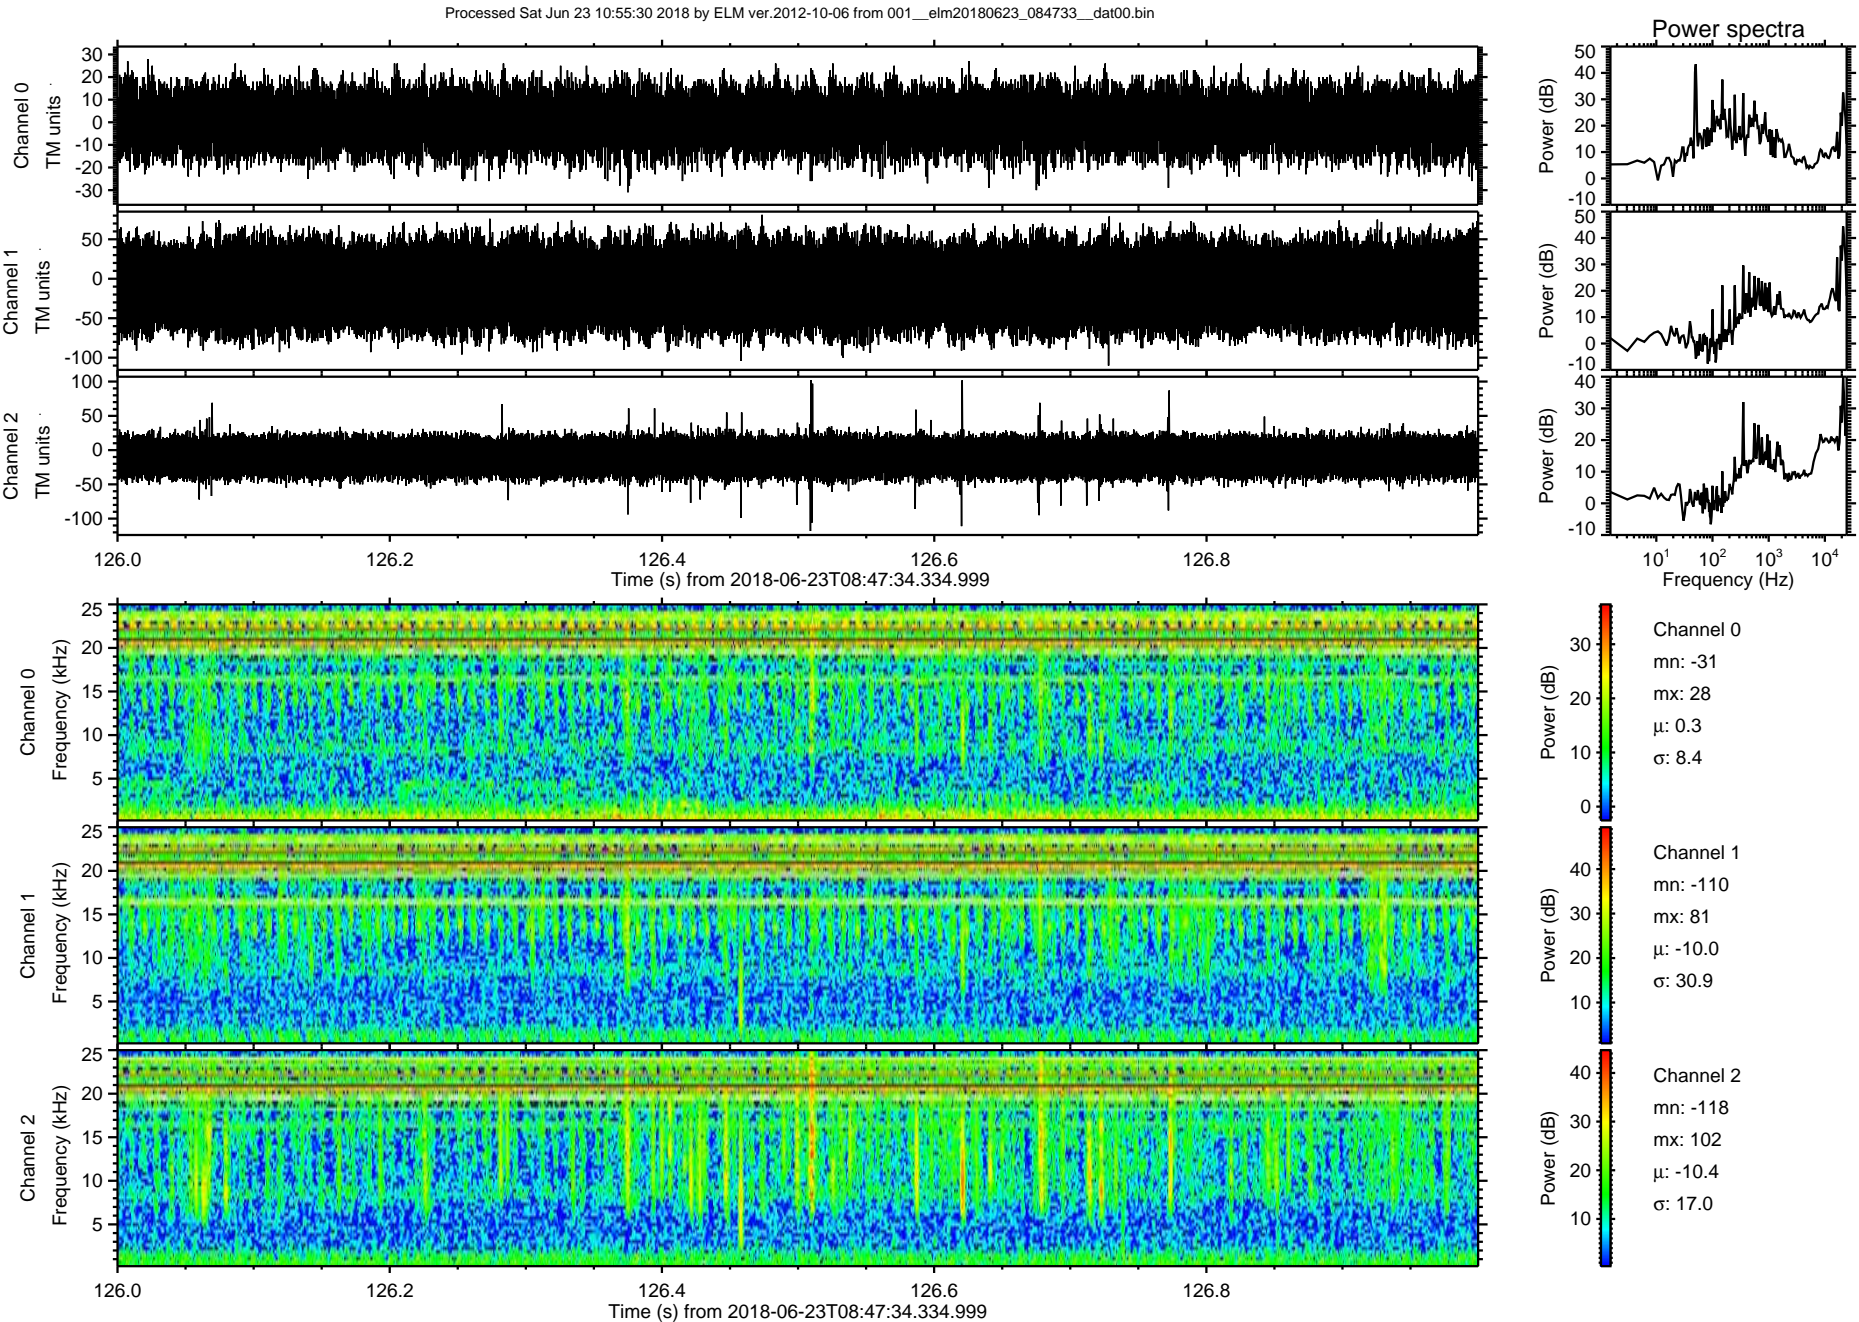 Processed Sat Jun 23 10:55:30 2018 by ELM ver.2012-10-06 from 001__elm20180623_084733__dat00.bin
Power spectra
Channel 0
TM units
30
20
10
0
-10
-20
-30
Power (dB)
50
40
30
20
10
0
-10
Channel 1
TM units
50
0
-50
-100
Power (dB)
50
40
30
20
10
0
-10
Channel 2
TM units
100
50
0
-50
-100
Power (dB)
40
30
20
10
0
-10
126.0 126.2 126.4 126.6 126.8
Time (s) from 2018-06-23T08:47:34.334.999
10¹ 10² 10³ 10⁴
Frequency (Hz)
Channel 0
Frequency (kHz)
25
20
15
10
5
Power (dB)
30
20
10
0
Channel 0
mn: -31
mx: 28
μ: 0.3
σ: 8.4
Channel 1
Frequency (kHz)
25
20
15
10
5
Power (dB)
40
30
20
10
Channel 1
mn: -110
mx: 81
μ: -10.0
σ: 30.9
Channel 2
Frequency (kHz)
25
20
15
10
5
Power (dB)
40
30
20
10
Channel 2
mn: -118
mx: 102
μ: -10.4
σ: 17.0
126.0 126.2 126.4 126.6 126.8
Time (s) from 2018-06-23T08:47:34.334.999